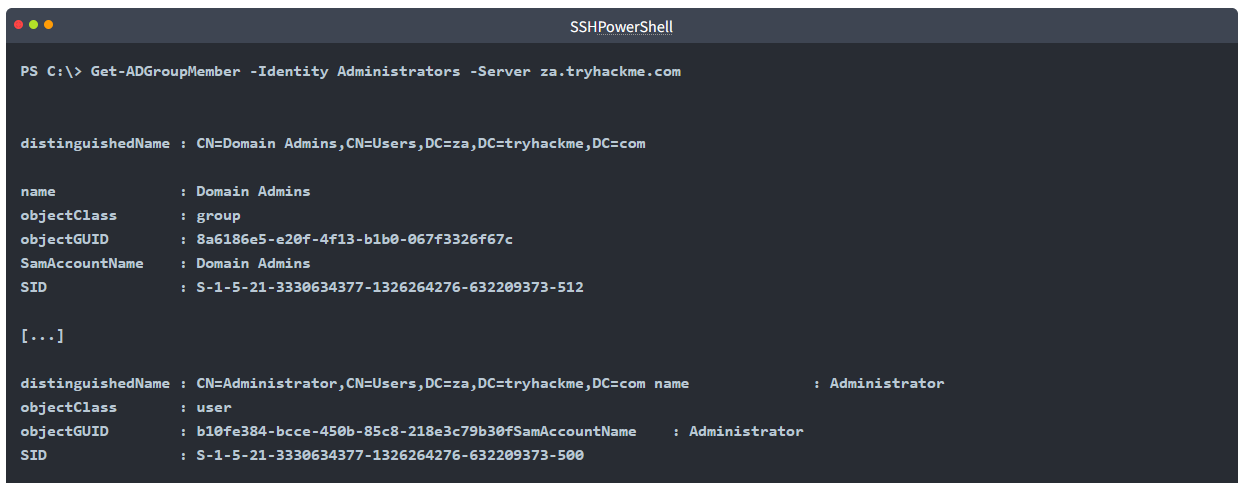 SSHPowerShell
PS C:\> Get-ADGroupMember -Identity Administrators -Server za.tryhackme.com
distinguishedName : CN=Domain Admins,CN=Users,DC=za,DC=tryhackme,DC=com
name              : Domain Admins
objectClass       : group
objectGUID        : 8a6186e5-e20f-4f13-b1b0-067f3326f67c
SamAccountName    : Domain Admins
SID               : S-1-5-21-3330634377-1326264276-632209373-512
[...]
distinguishedName : CN=Administrator,CN=Users,DC=za,DC=tryhackme,DC=com name              : Administrator
objectClass       : user
objectGUID        : b10fe384-bcce-450b-85c8-218e3c79b30fSamAccountName    : Administrator
SID               : S-1-5-21-3330634377-1326264276-632209373-500